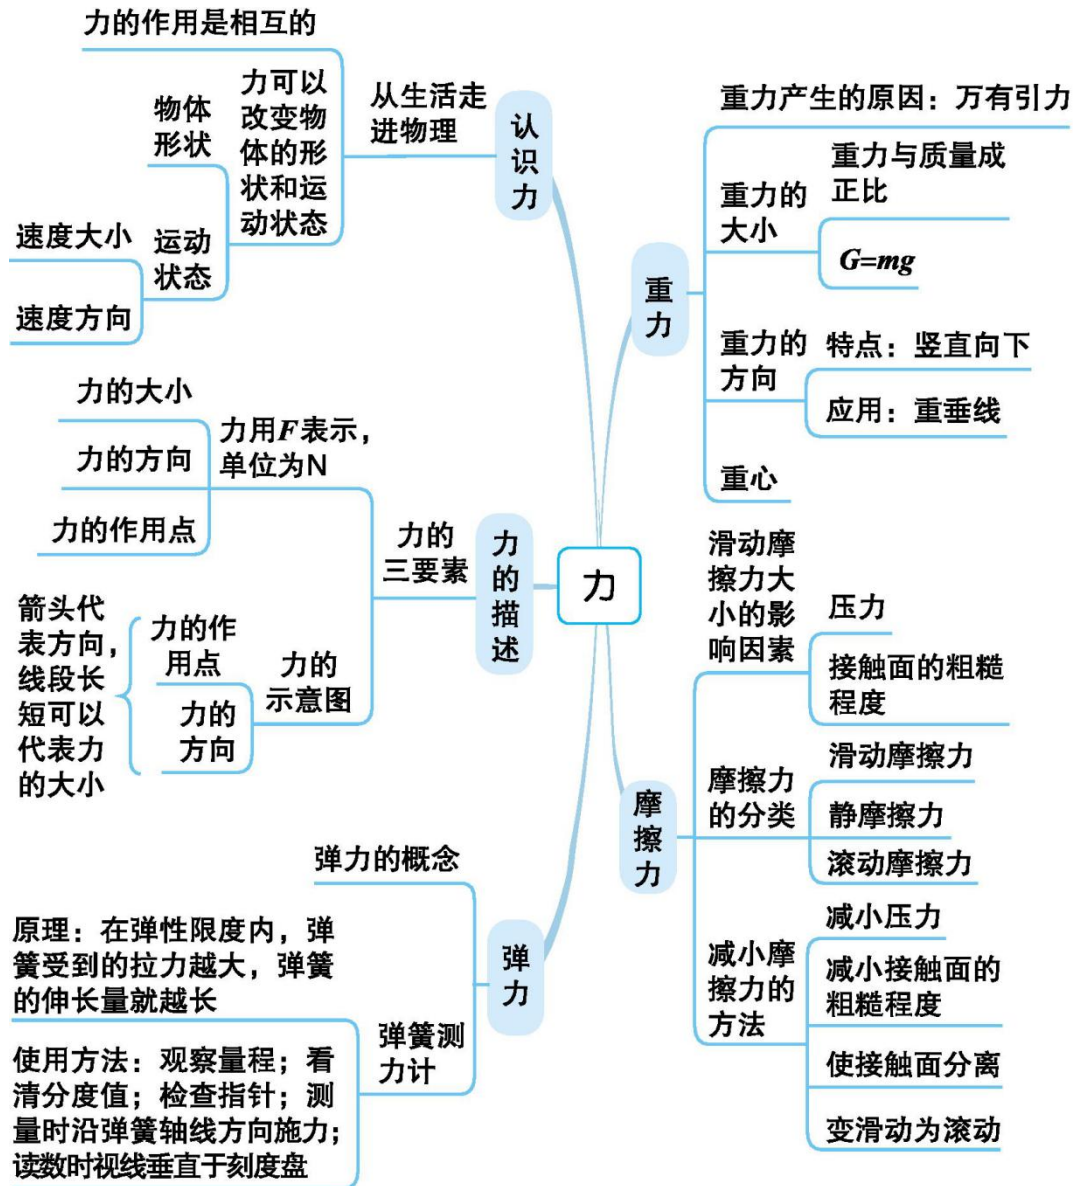 力
认识力
从生活走
进物理
力的作用是相互的
力可以
改变物
体的形
状和运
动状态
物体
形状
运动
状态
速度大小
速度方向
力的描述
力的
三要素
力用F表示，
单位为N
力的大小
力的方向
力的作用点
力的
示意图
力的作
用点
力的
方向
箭头代
表方向，
线段长
短可以
代表力
的大小
弹力
弹力的概念
弹簧测
力计
原理：在弹性限度内，弹
簧受到的拉力越大，弹簧
的伸长量就越长
使用方法：观察量程；看
清分度值；检查指针；测
量时沿弹簧轴线方向施力；
读数时视线垂直于刻度盘
重力
重力产生的原因：万有引力
重力的
大小
重力与质量成
正比
G=mg
重力的
方向
特点：竖直向下
应用：重垂线
重心
摩擦力
滑动摩
擦力大
小的影
响因素
压力
接触面的粗糙
程度
摩擦力
的分类
滑动摩擦力
静摩擦力
滚动摩擦力
减小摩
擦力的
方法
减小压力
减小接触面的
粗糙程度
使接触面分离
变滑动为滚动